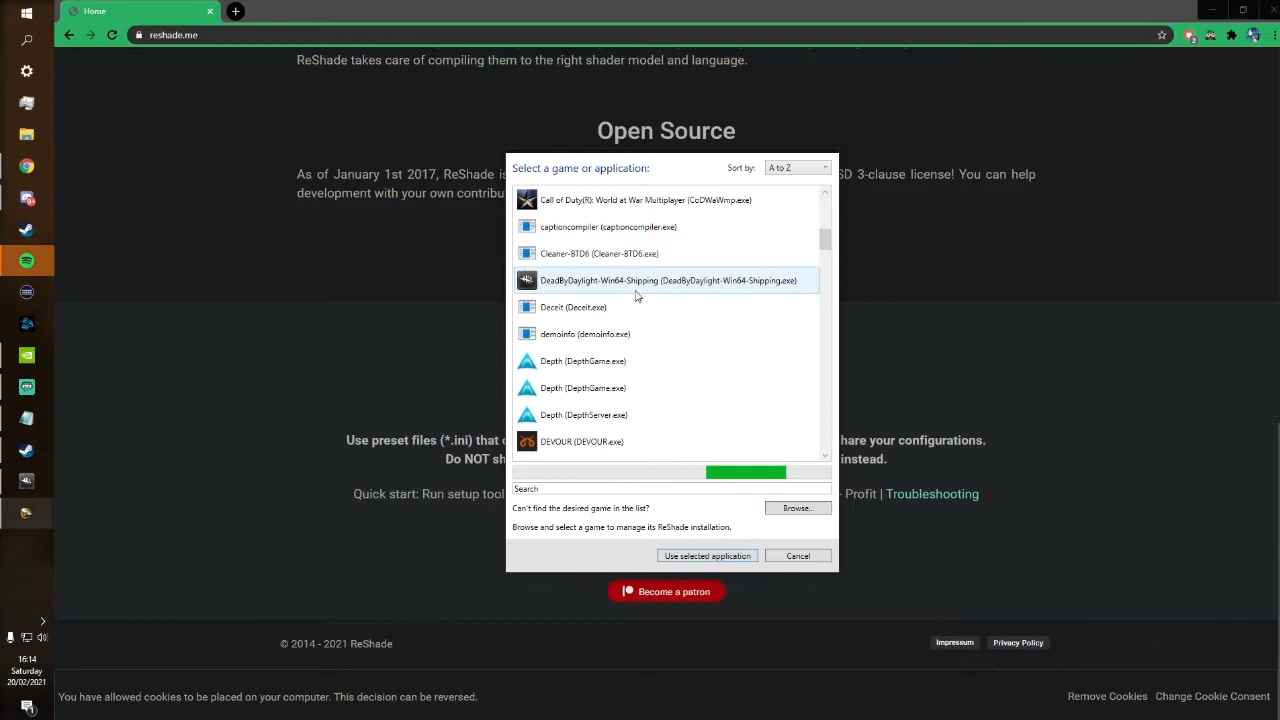 Home
reshade.me
ReShade takes care of compiling them to the right shader model and language.
Open Source
As of January 1st 2017, ReShade is
SD 3-clause license! You can help
development with your own contribu
Select a game or application:
Sort by:
A to Z
Call of Duty(R): World at War Multiplayer (CoDWaWmp.exe)
captioncompiler (captioncompiler.exe)
Cleaner-BTD6 (Cleaner-BTD6.exe)
DeadByDaylight-Win64-Shipping (DeadByDaylight-Win64-Shipping.exe)
Deceit (Deceit.exe)
demoinfo (demoinfo.exe)
Depth (DepthGame.exe)
Depth (DepthGame.exe)
Depth (DepthServer.exe)
DEVOUR (DEVOUR.exe)
Search
Can't find the desired game in the list?
Browse...
Browse and select a game to manage its ReShade installation.
Use selected application
Cancel
Use preset files (*.ini) that c
hare your configurations.
Do NOT sh
instead.
Quick start: Run setup tool
- Profit | Troubleshooting
Become a patron
© 2014 - 2021 ReShade
Impressum
Privacy Policy
You have allowed cookies to be placed on your computer. This decision can be reversed.
Remove Cookies
Change Cookie Consent
16:14
Saturday
20/02/2021